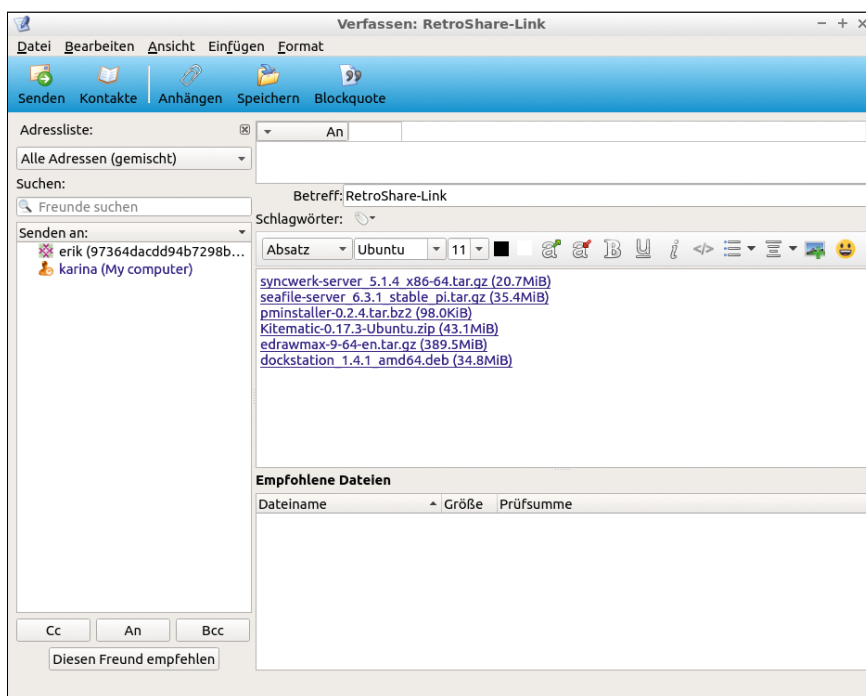 Verfassen: RetroShare-Link
Datei Bearbeiten Ansicht Einfügen Format
Senden Kontakte Anhängen Speichern Blockquote
Adressliste:
Alle Adressen (gemischt)
Suchen:
Freunde suchen
Senden an:
erik (97364dacdd94b7298b...
karina (My computer)
Cc An Bcc
Diesen Freund empfehlen
An
Betreff: RetroShare-Link
Schlagwörter:
Absatz Ubuntu 11 a a B U i </>
syncwerk-server_5.1.4_x86-64.tar.gz (20.7MiB)
seafile-server_6.3.1_stable_pi.tar.gz (35.4MiB)
pminstaller-0.2.4.tar.bz2 (98.0KiB)
Kitematic-0.17.3-Ubuntu.zip (43.1MiB)
edrawmax-9-64-en.tar.gz (389.5MiB)
dockstation_1.4.1_amd64.deb (34.8MiB)
Empfohlene Dateien
Dateiname Größe Prüfsumme